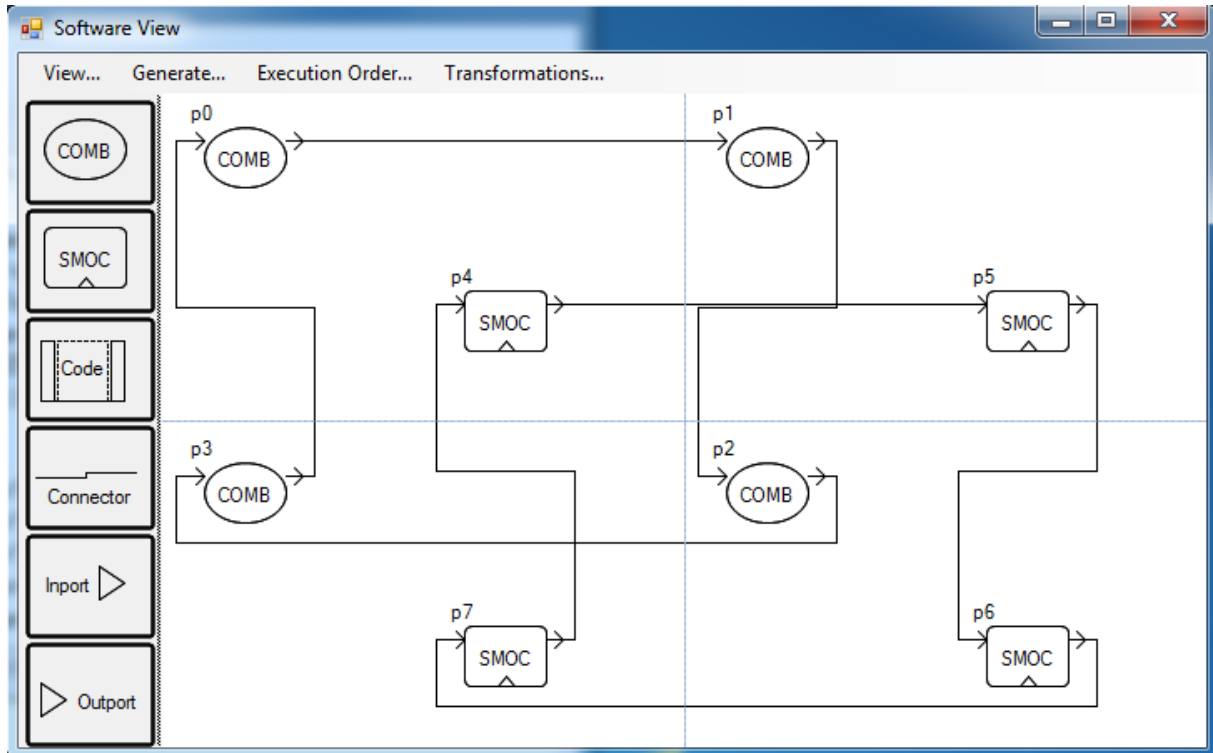 Software View
View... Generate... Execution Order... Transformations...
COMB
SMOC
Code
Connector
Inport
Outport
p0
COMB
p1
COMB
p4
SMOC
p5
SMOC
p3
COMB
p2
COMB
p7
SMOC
p6
SMOC